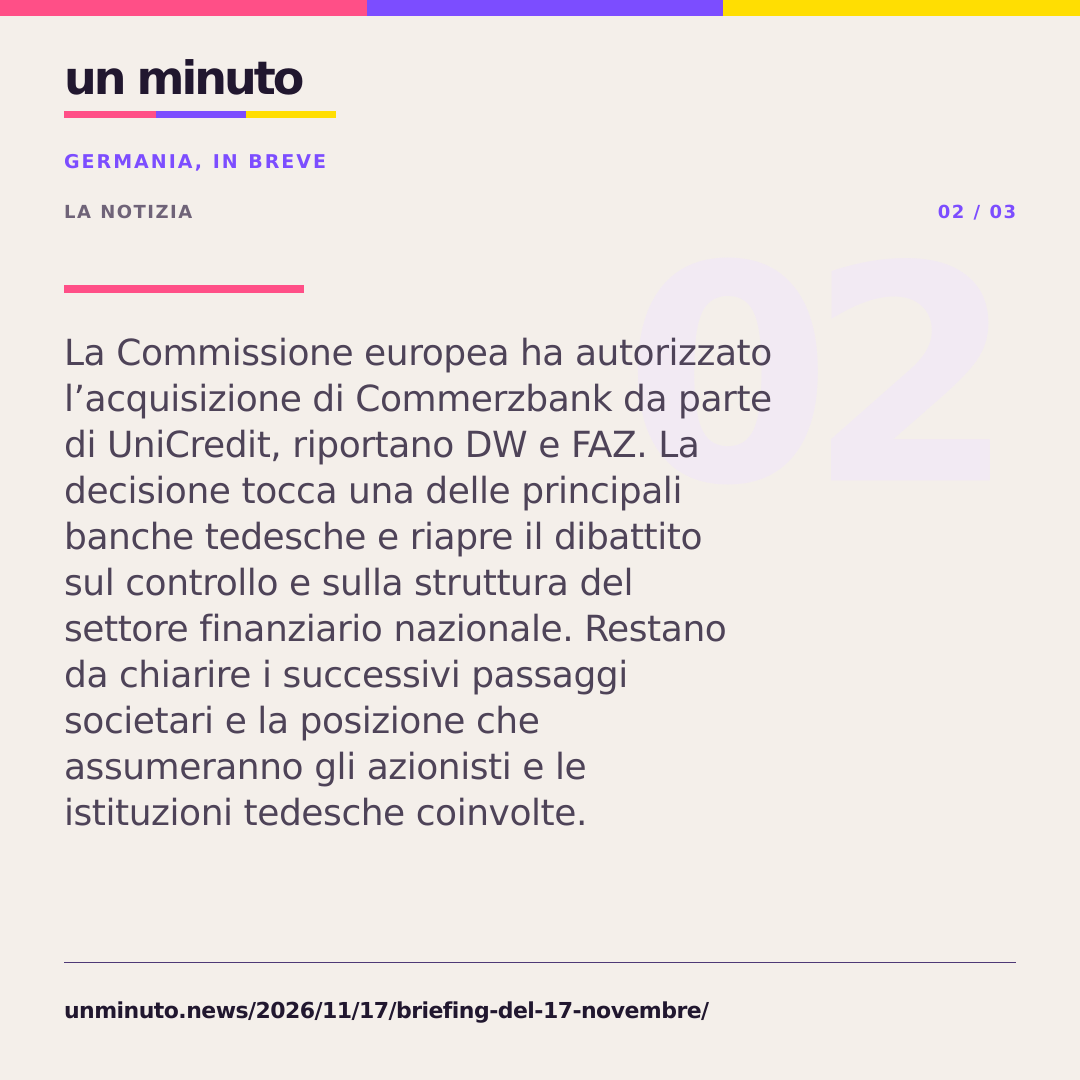 un minuto
GERMANIA, IN BREVE
LA NOTIZIA
02 / 03
02
La Commissione europea ha autorizzato
l’acquisizione di Commerzbank da parte
di UniCredit, riportano DW e FAZ. La
decisione tocca una delle principali
banche tedesche e riapre il dibattito
sul controllo e sulla struttura del
settore finanziario nazionale. Restano
da chiarire i successivi passaggi
societari e la posizione che
assumeranno gli azionisti e le
istituzioni tedesche coinvolte.
unminuto.news/2026/11/17/briefing-del-17-novembre/